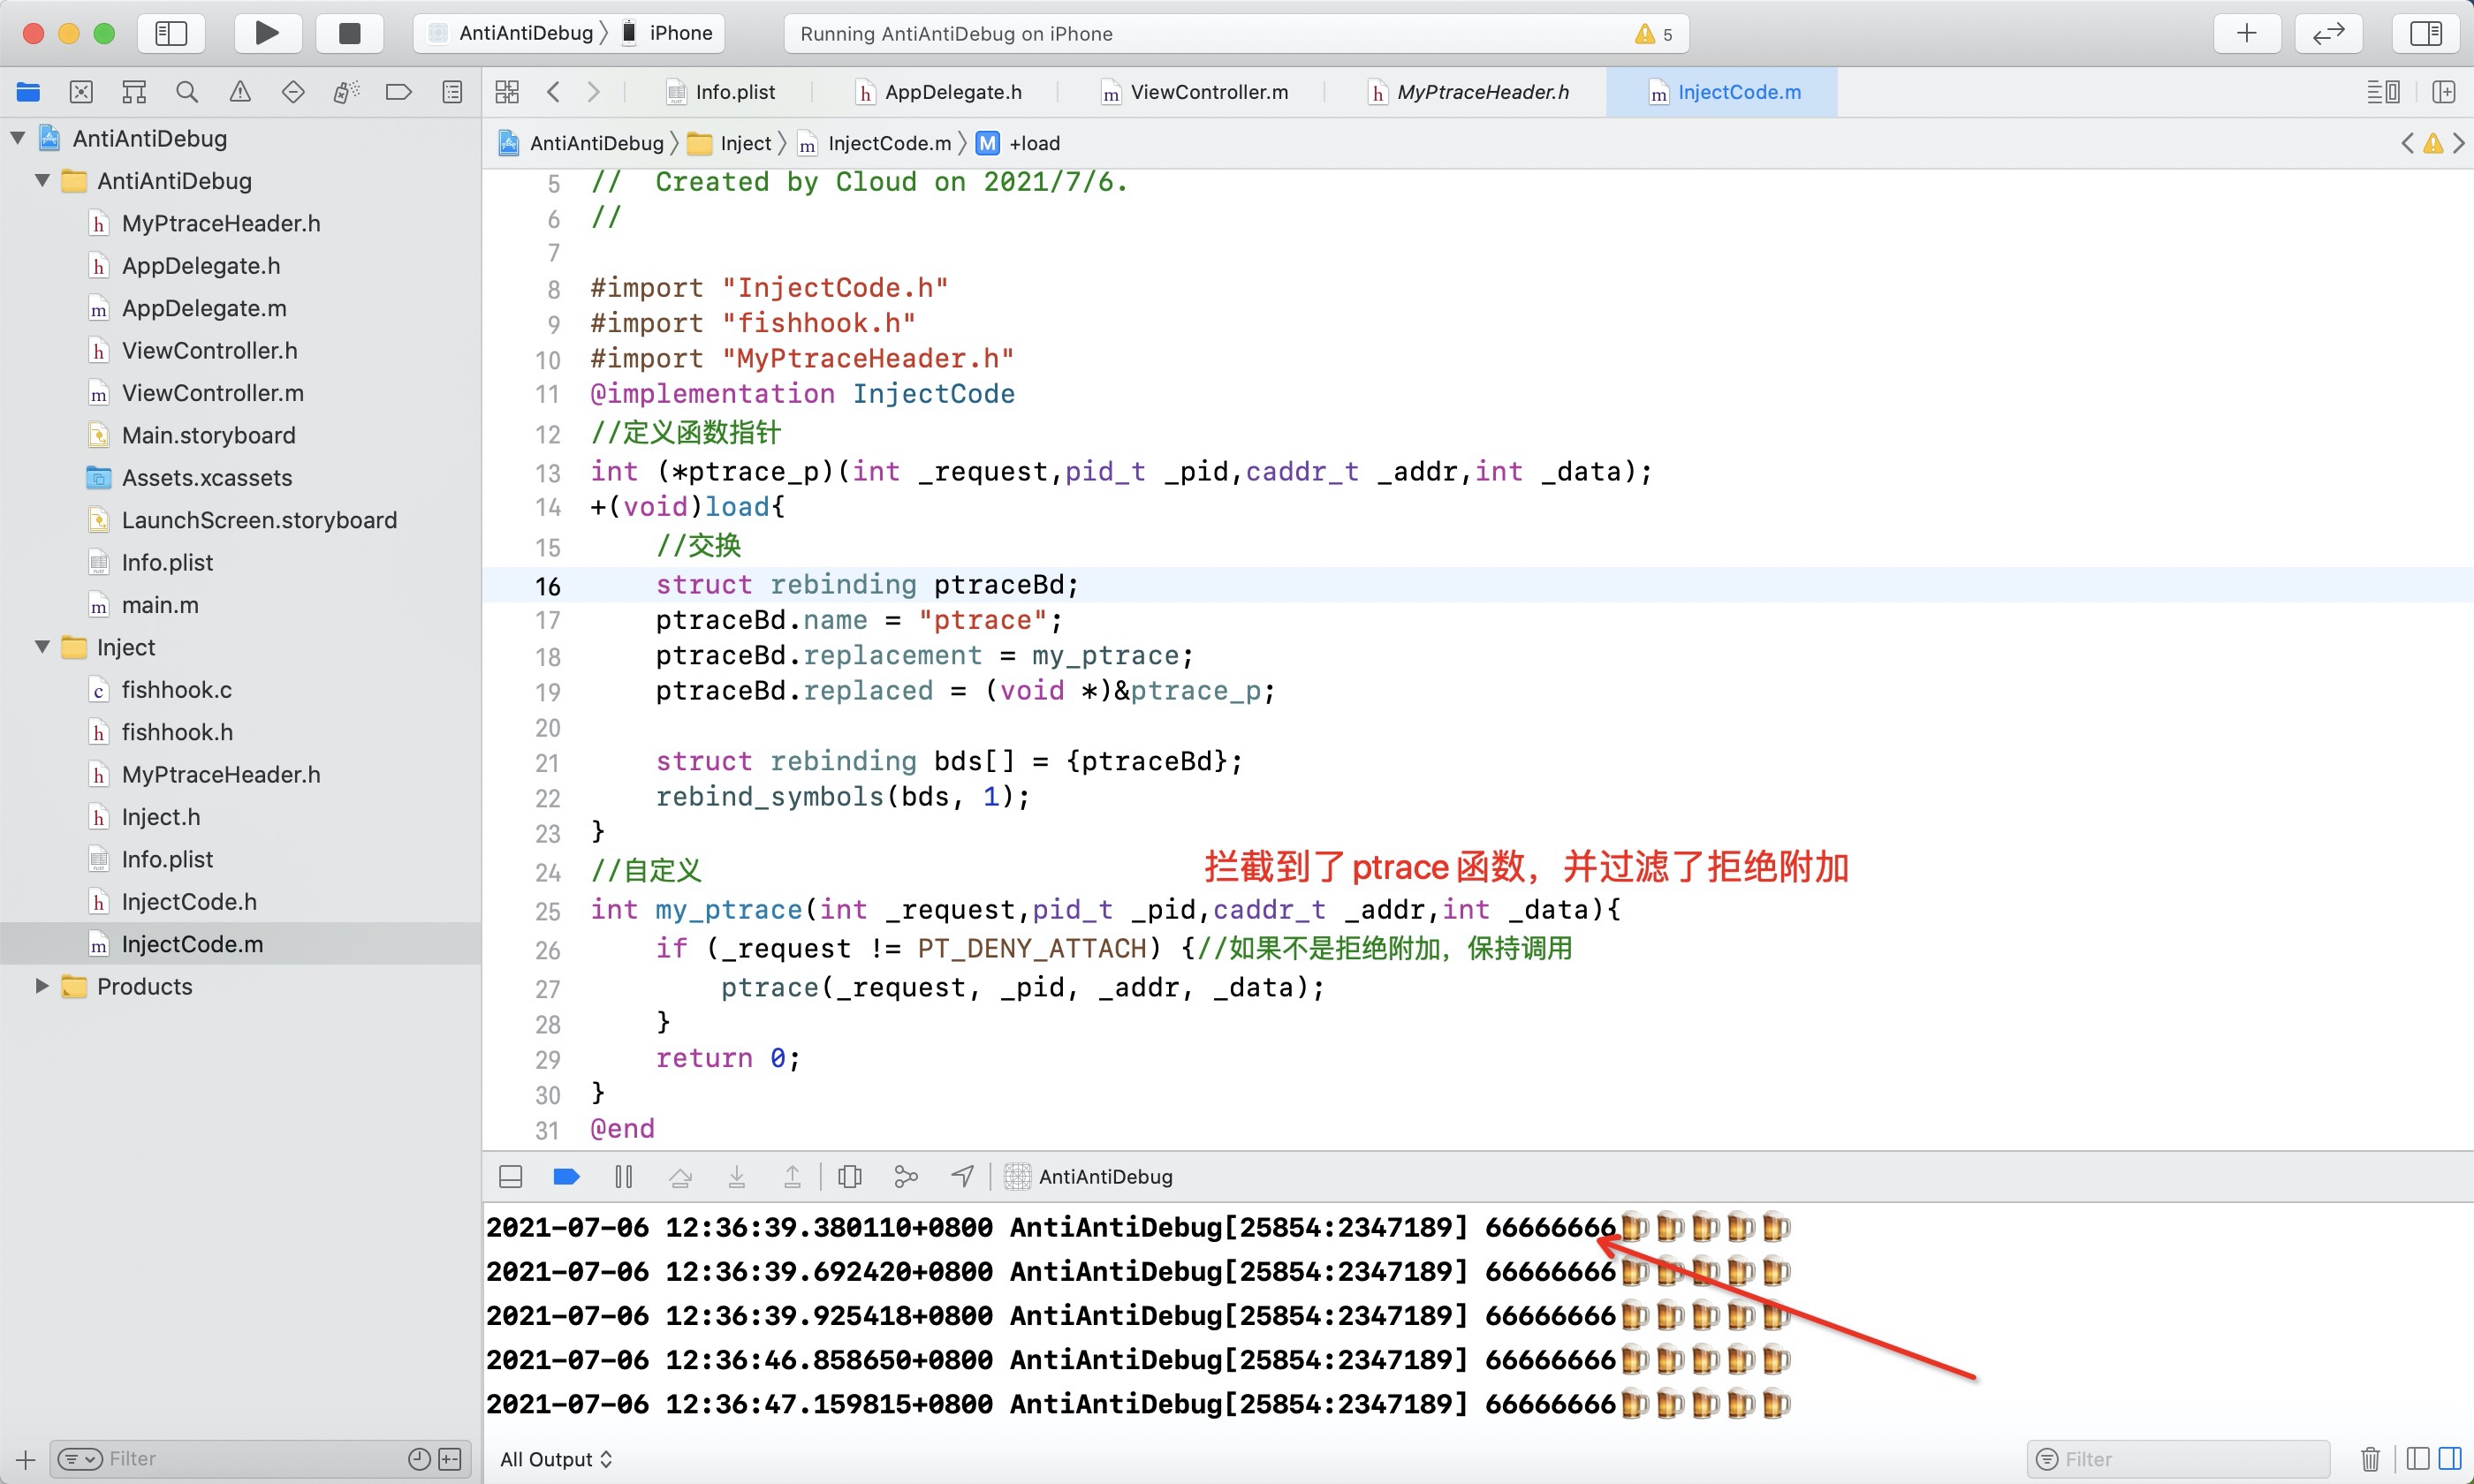 AntiAntiDebug 〉 iPhone
Running AntiAntiDebug on iPhone
5
Info.plist
AppDelegate.h
ViewController.m
MyPtraceHeader.h
InjectCode.m
AntiAntiDebug 〉 Inject 〉 InjectCode.m 〉 M +load
AntiAntiDebug
AntiAntiDebug
MyPtraceHeader.h
AppDelegate.h
AppDelegate.m
ViewController.h
ViewController.m
Main.storyboard
Assets.xcassets
LaunchScreen.storyboard
Info.plist
main.m
Inject
fishhook.c
fishhook.h
MyPtraceHeader.h
Inject.h
Info.plist
InjectCode.h
InjectCode.m
Products
Filter
5 //  Created by Cloud on 2021/7/6.
6 //
7
8 #import "InjectCode.h"
9 #import "fishhook.h"
10 #import "MyPtraceHeader.h"
11 @implementation InjectCode
12 //定义函数指针
13 int (*ptrace_p)(int _request,pid_t _pid,caddr_t _addr,int _data);
14 +(void)load{
15     //交换
16     struct rebinding ptraceBd;
17     ptraceBd.name = "ptrace";
18     ptraceBd.replacement = my_ptrace;
19     ptraceBd.replaced = (void *)&ptrace_p;
20
21     struct rebinding bds[] = {ptraceBd};
22     rebind_symbols(bds, 1);
23 }
24 //自定义
拦截到了ptrace函数，并过滤了拒绝附加
25 int my_ptrace(int _request,pid_t _pid,caddr_t _addr,int _data){
26     if (_request != PT_DENY_ATTACH) {//如果不是拒绝附加，保持调用
27         ptrace(_request, _pid, _addr, _data);
28     }
29     return 0;
30 }
31 @end
AntiAntiDebug
2021-07-06 12:36:39.380110+0800 AntiAntiDebug[25854:2347189] 66666666🍺🍺🍺🍺🍺
2021-07-06 12:36:39.692420+0800 AntiAntiDebug[25854:2347189] 66666666🍺🍺🍺🍺🍺
2021-07-06 12:36:39.925418+0800 AntiAntiDebug[25854:2347189] 66666666🍺🍺🍺🍺🍺
2021-07-06 12:36:46.858650+0800 AntiAntiDebug[25854:2347189] 66666666🍺🍺🍺🍺🍺
2021-07-06 12:36:47.159815+0800 AntiAntiDebug[25854:2347189] 66666666🍺🍺🍺🍺🍺
All Output
Filter